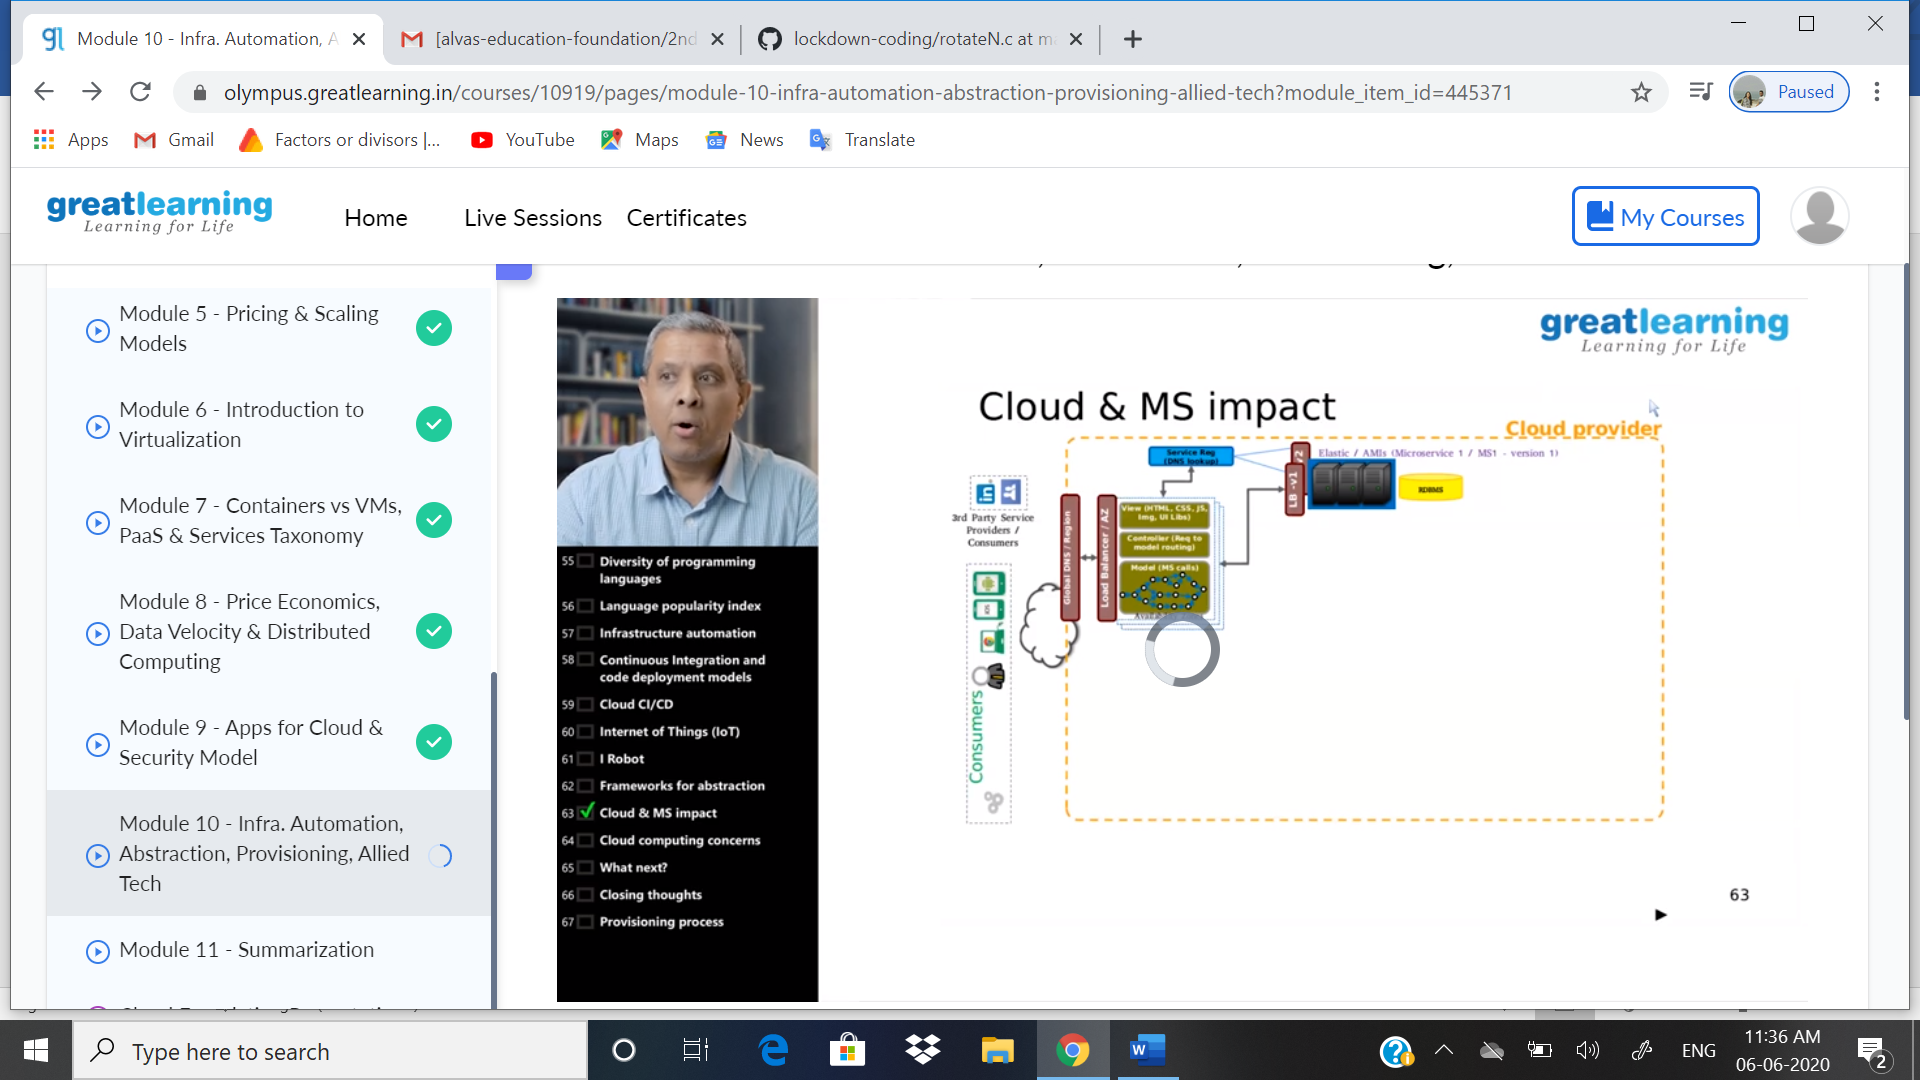 Module 10 - Infra. Automation, A
[alvas-education-foundation/2nd
lockdown-coding/rotateN.c at m
olympus.greatlearning.in/courses/10919/pages/module-10-infra-automation-abstraction-provisioning-allied-tech?module_item_id=445371
Paused
Apps
Gmail
Factors or divisors |...
YouTube
Maps
News
Translate
greatlearning
Learning for Life
Home
Live Sessions
Certificates
My Courses
Module 5 - Pricing & Scaling
Models
Module 6 - Introduction to
Virtualization
Module 7 - Containers vs VMs,
PaaS & Services Taxonomy
Module 8 - Price Economics,
Data Velocity & Distributed
Computing
Module 9 - Apps for Cloud &
Security Model
Module 10 - Infra. Automation,
Abstraction, Provisioning, Allied
Tech
Module 11 - Summarization
55 Diversity of programming
languages
56 Language popularity index
57 Infrastructure automation
58 Continuous Integration and
code deployment models
59 Cloud CI/CD
60 Internet of Things (IoT)
61 I Robot
62 Frameworks for abstraction
63 Cloud & MS impact
64 Cloud computing concerns
65 What next?
66 Closing thoughts
67 Provisioning process
greatlearning
Learning for Life
Cloud & MS impact
Cloud provider
Service Reg
(DNS lookup)
v2
Elastic / AMIs (Microservice 1 / MS1 - version 1)
LB -v1
RDBMS
3rd Party Service
Providers /
Consumers
Global DNS / Region
Load Balancer / AZ
View (HTML, CSS, JS,
Img, UI Libs)
Controller (Req to
model routing)
Model (MS calls)
Consumers
63
Type here to search
ENG
11:36 AM
06-06-2020
2